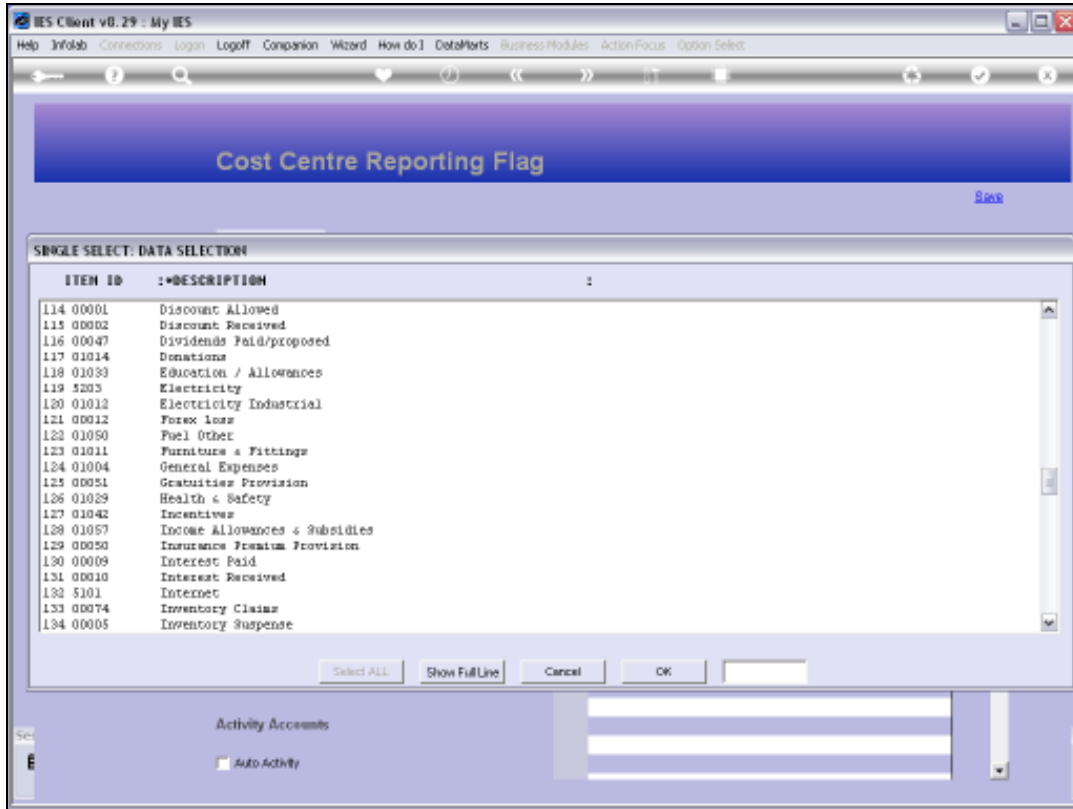 IES Client v8.29 : My IES
Help Infolab Connections Logon Logoff Companion Wizard How do I DataMarts Business Modules Action Focus Option Select
Cost Centre Reporting Flag
Save
SINGLE SELECT: DATA SELECTION
ITEM ID :*DESCRIPTION :
114 00001 Discount Allowed
115 00002 Discount Received
116 00047 Dividends Paid/proposed
117 01014 Donations
118 01033 Education / Allowances
119 5203 Electricity
120 01012 Electricity Industrial
121 00012 Forex loss
122 01050 Fuel Other
123 01011 Furniture & Fittings
124 01004 General Expenses
125 00051 Gratuities Provision
126 01029 Health & Safety
127 01042 Incentives
128 01057 Income Allowances & Subsidies
129 00050 Insurance Premium Provision
130 00009 Interest Paid
131 00010 Interest Received
132 5101 Internet
133 00074 Inventory Claims
134 00005 Inventory Suspense
Select ALL Show Full Line Cancel OK
Activity Accounts
Auto Activity